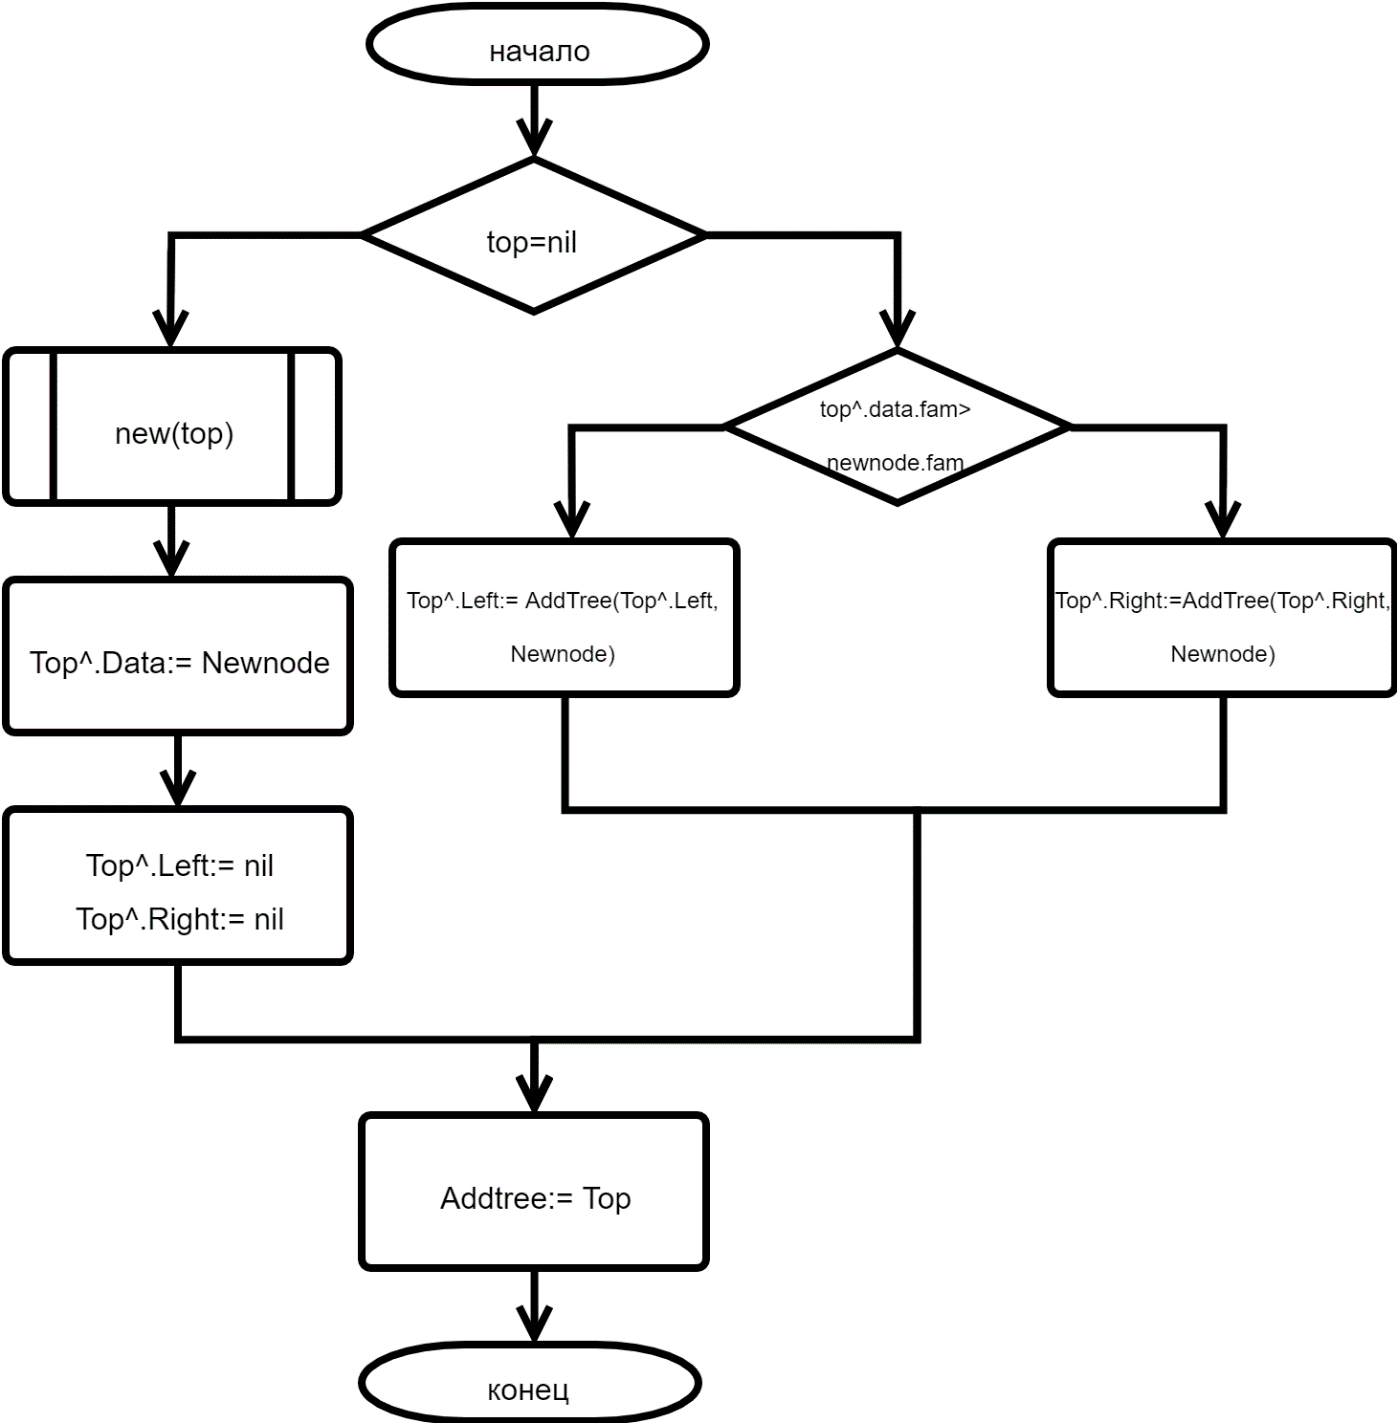 начало
top=nil
new(top)
top^.data.fam>
newnode.fam
Top^.Left:= AddTree(Top^.Left,
Newnode)
Top^.Right:=AddTree(Top^.Right,
Newnode)
Top^.Data:= Newnode
Top^.Left:= nil
Top^.Right:= nil
Addtree:= Top
конец